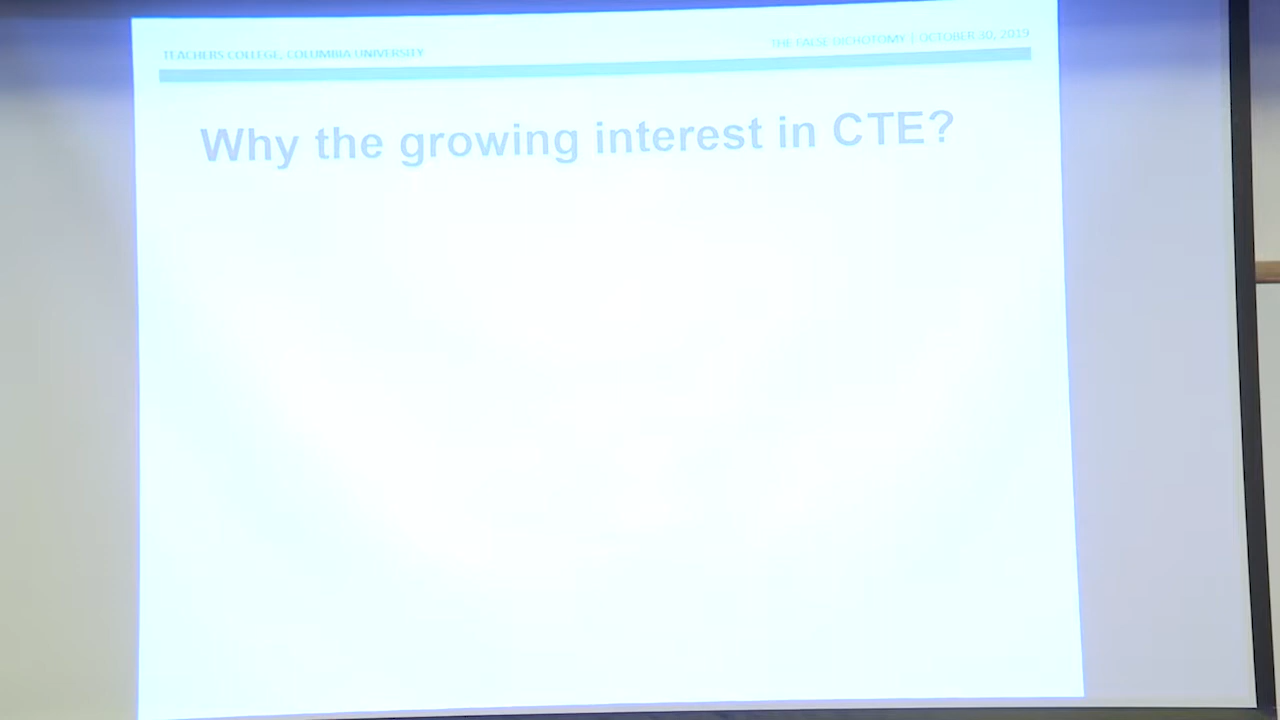 TEACHERS COLLEGE, COLUMBIA UNIVERSITY
THE FALSE DICHOTOMY | OCTOBER 30, 2019
Why the growing interest in CTE?